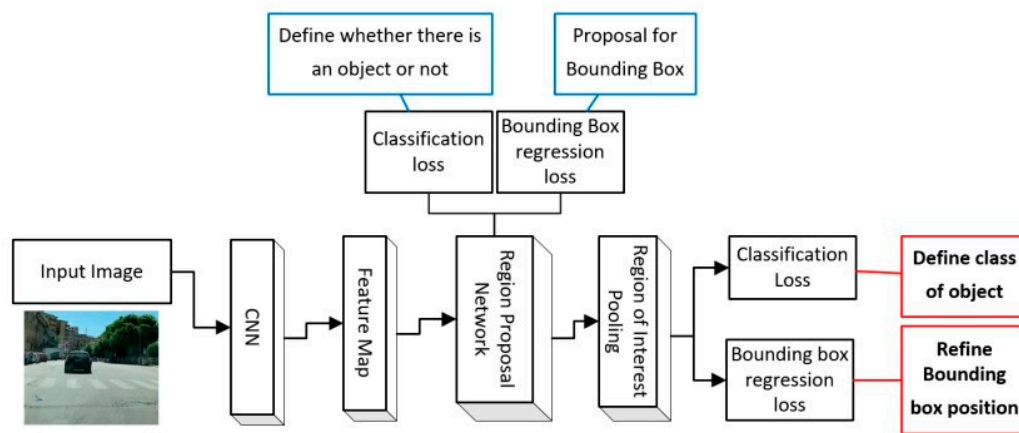 Define whether there is
an object or not
Proposal for
Bounding Box
Classification
loss
Bounding Box
regression
loss
Input Image
CNN
Feature Map
Region Proposal
Network
Region of Interest
Pooling
Classification
Loss
Define class
of object
Bounding box
regression
loss
Refine
Bounding
box position